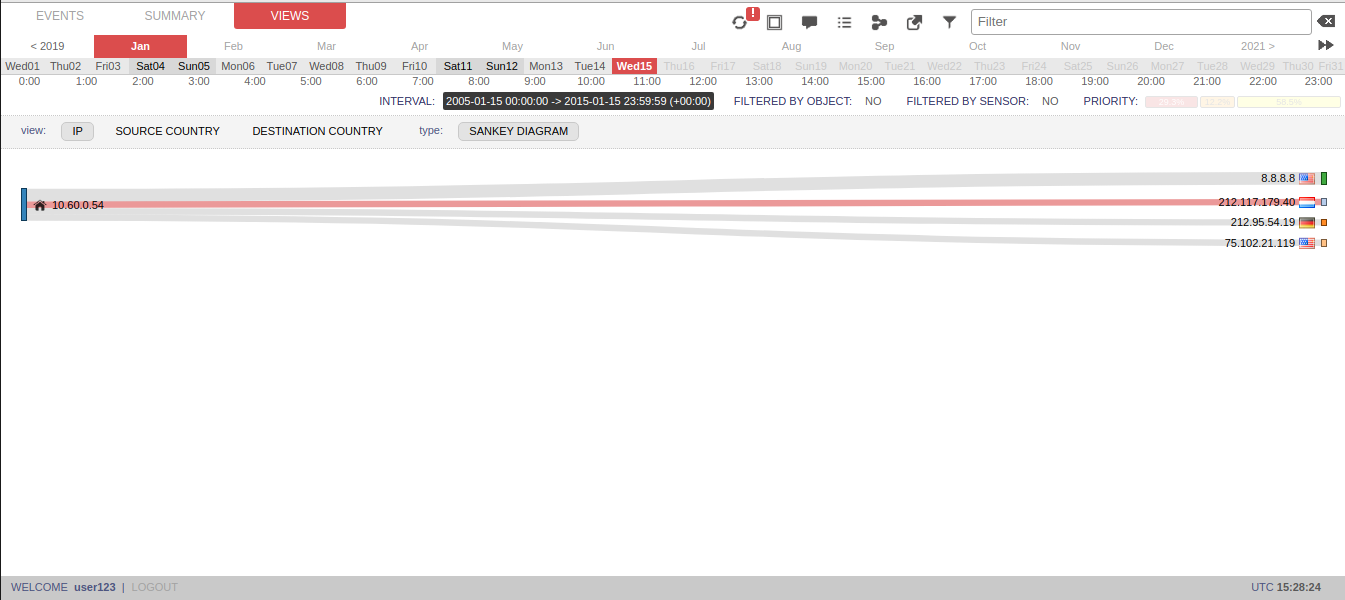 EVENTS SUMMARY VIEWS ! Filter
< 2019 Jan Feb Mar Apr May Jun Jul Aug Sep Oct Nov Dec 2021 >
Wed01 Thu02 Fri03 Sat04 Sun05 Mon06 Tue07 Wed08 Thu09 Fri10 Sat11 Sun12 Mon13 Tue14 Wed15 Thu16 Fri17 Sat18 Sun19 Mon20 Tue21 Wed22 Thu23 Fri24 Sat25 Sun26 Mon27 Tue28 Wed29 Thu30 Fri31
0:00 1:00 2:00 3:00 4:00 5:00 6:00 7:00 8:00 9:00 10:00 11:00 12:00 13:00 14:00 15:00 16:00 17:00 18:00 19:00 20:00 21:00 22:00 23:00
INTERVAL: 2005-01-15 00:00:00 -> 2015-01-15 23:59:59 (+00:00) FILTERED BY OBJECT: NO FILTERED BY SENSOR: NO PRIORITY:
view: IP SOURCE COUNTRY DESTINATION COUNTRY type: SANKEY DIAGRAM
8.8.8.8
10.60.0.54 212.117.179.40
212.95.54.19
75.102.21.119
WELCOME user123 | LOGOUT UTC 15:28:24